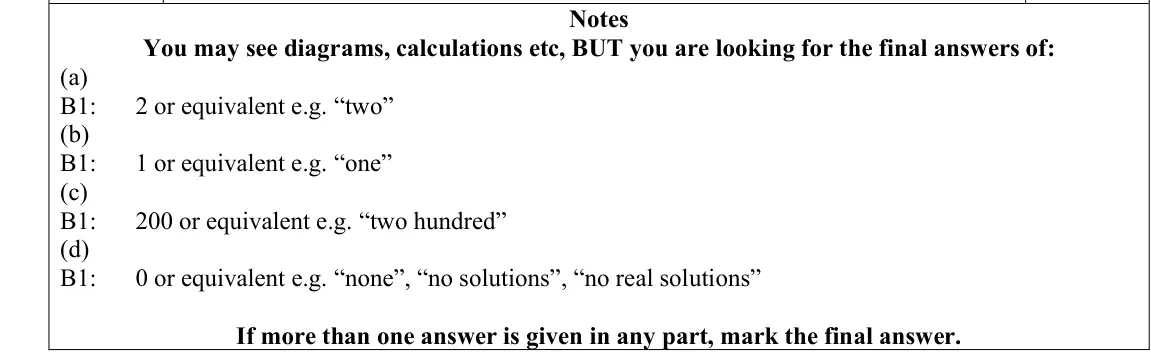 Notes
You may see diagrams, calculations etc, BUT you are looking for the final answers of:
(a)
B1: 2 or equivalent e.g. “two”
(b)
B1: 1 or equivalent e.g. “one”
(c)
B1: 200 or equivalent e.g. “two hundred”
(d)
B1: 0 or equivalent e.g. “none”, “no solutions”, “no real solutions”
If more than one answer is given in any part, mark the final answer.